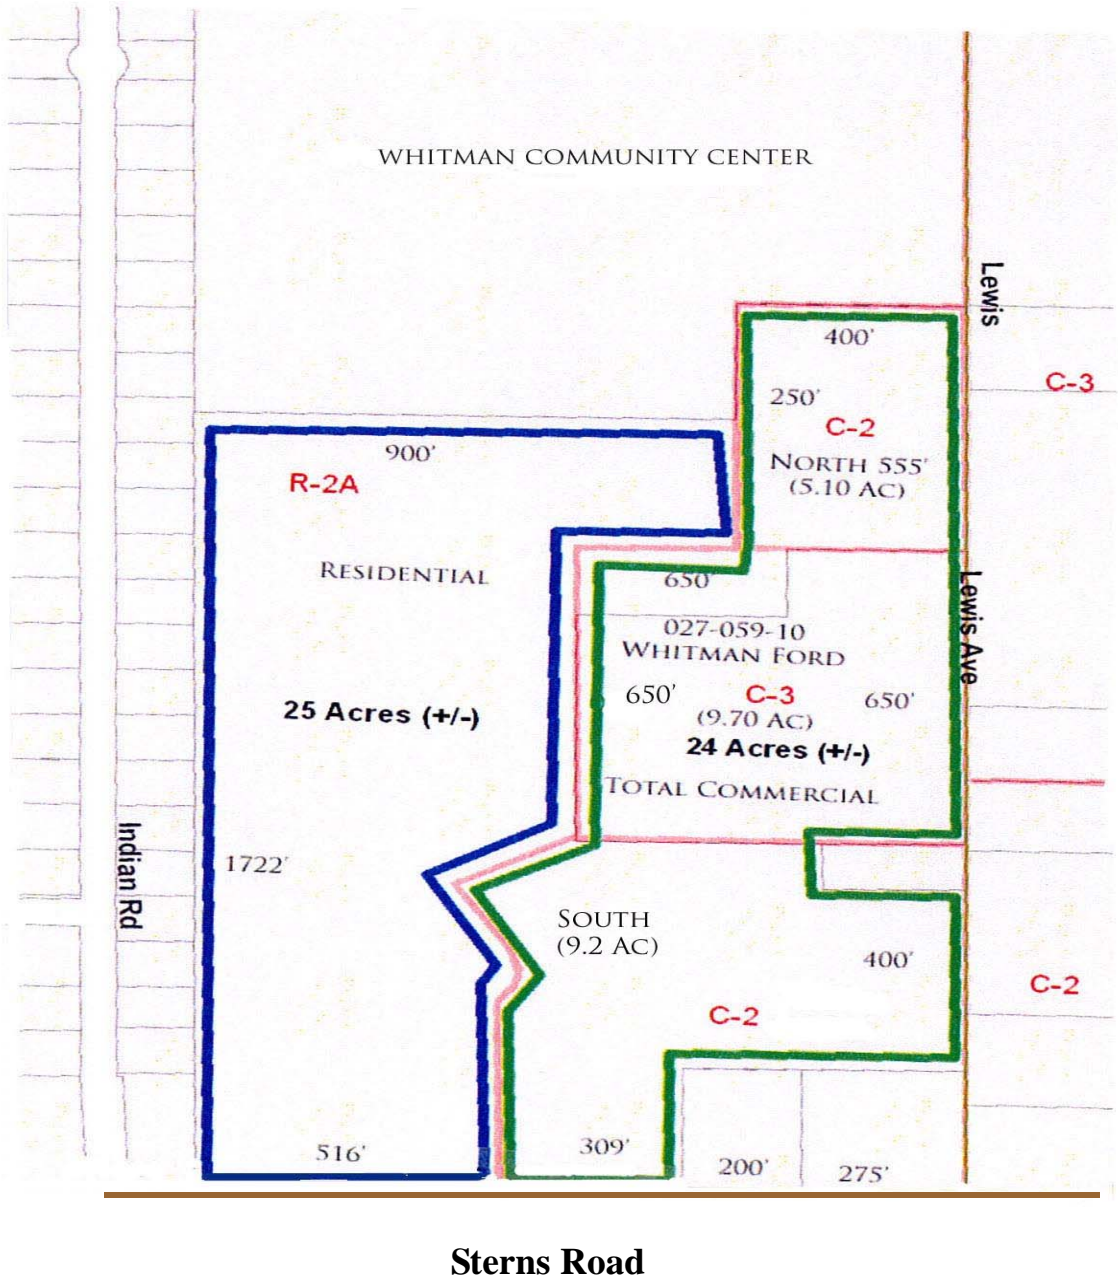 WHITMAN COMMUNITY CENTER
Lewis
400'
C-3
250'
C-2
900'
NORTH 555'
(5.10 AC)
R-2A
RESIDENTIAL
650'
027-059-10
WHITMAN FORD
Lewis Ave
650'
C-3
650'
(9.70 AC)
25 Acres (+/-)
24 Acres (+/-)
TOTAL COMMERCIAL
Indian Rd
1722'
SOUTH
(9.2 AC)
400'
C-2
C-2
516'
309'
200'
275'
Sterns Road